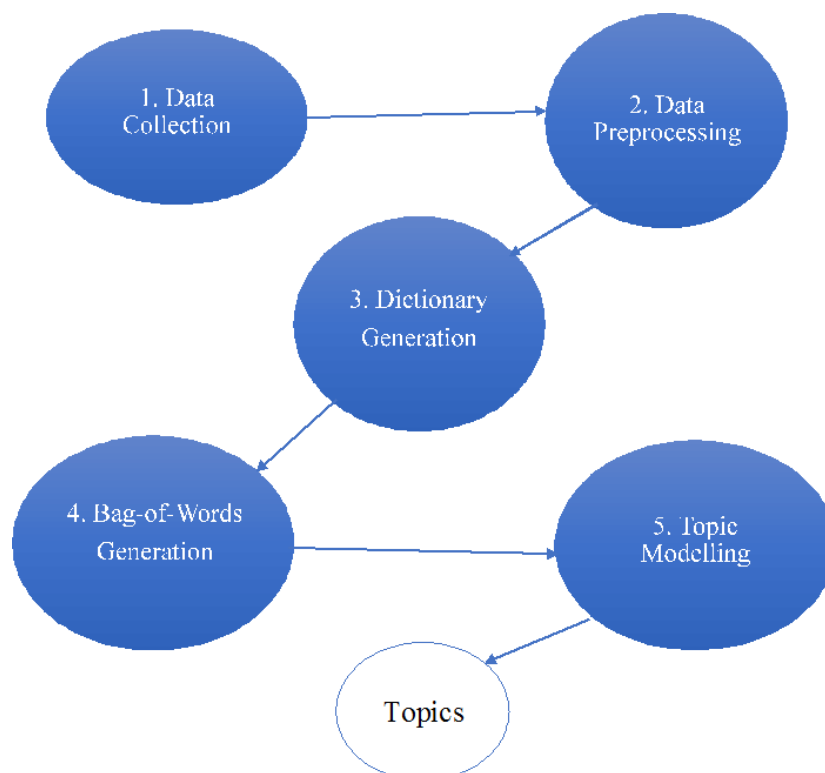 1. Data
Collection
2. Data
Preprocessing
3. Dictionary
Generation
4. Bag-of-Words
Generation
5. Topic
Modelling
Topics